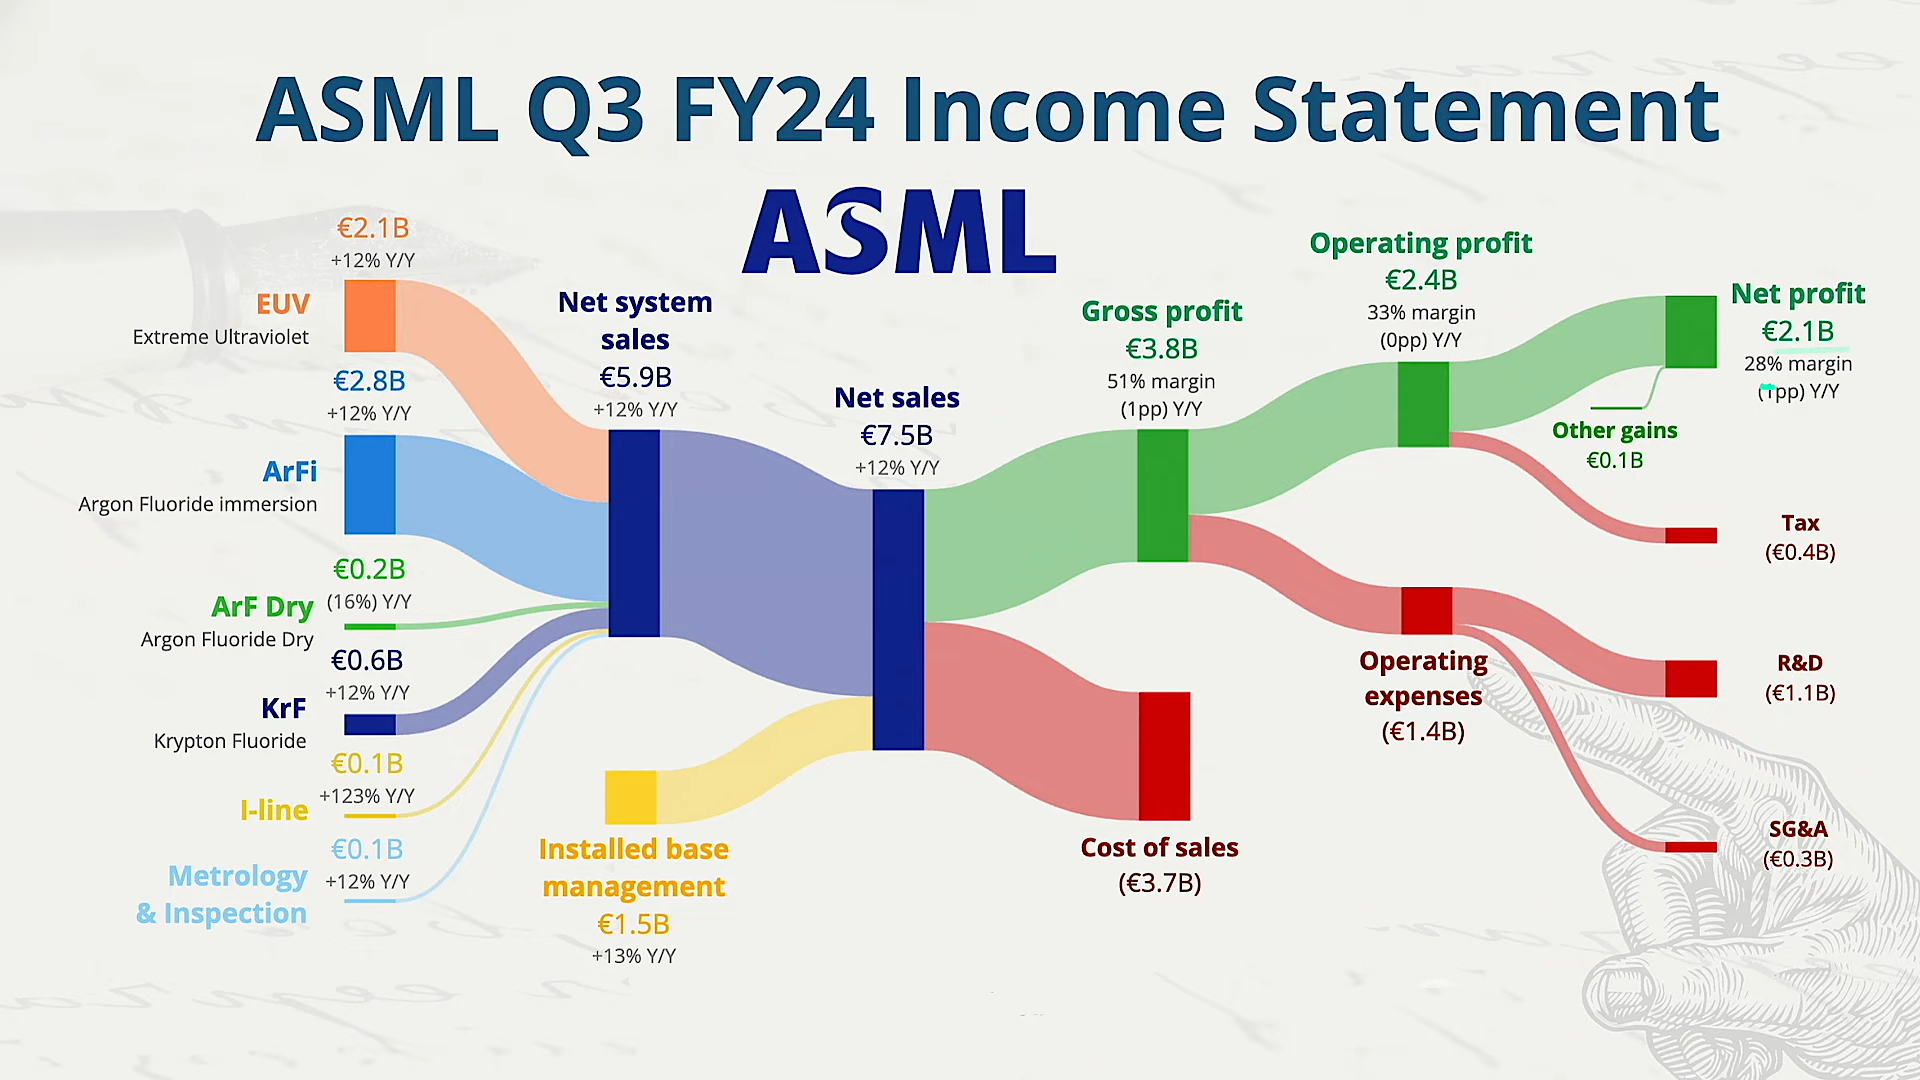 ASML Q3 FY24 Income Statement
ASML
€2.1B
+12% Y/Y
EUV
Extreme Ultraviolet
€2.8B
+12% Y/Y
ArFi
Argon Fluoride immersion
€0.2B
(16%) Y/Y
ArF Dry
Argon Fluoride Dry
€0.6B
+12% Y/Y
KrF
Krypton Fluoride
€0.1B
+123% Y/Y
I-line
€0.1B
+12% Y/Y
Metrology
& Inspection
Net system
sales
€5.9B
+12% Y/Y
Installed base
management
€1.5B
+13% Y/Y
Net sales
€7.5B
+12% Y/Y
Gross profit
€3.8B
51% margin
(1pp) Y/Y
Cost of sales
(€3.7B)
Operating profit
€2.4B
33% margin
(0pp) Y/Y
Operating
expenses
(€1.4B)
Net profit
€2.1B
28% margin
(1pp) Y/Y
Other gains
€0.1B
Tax
(€0.4B)
R&D
(€1.1B)
SG&A
(€0.3B)